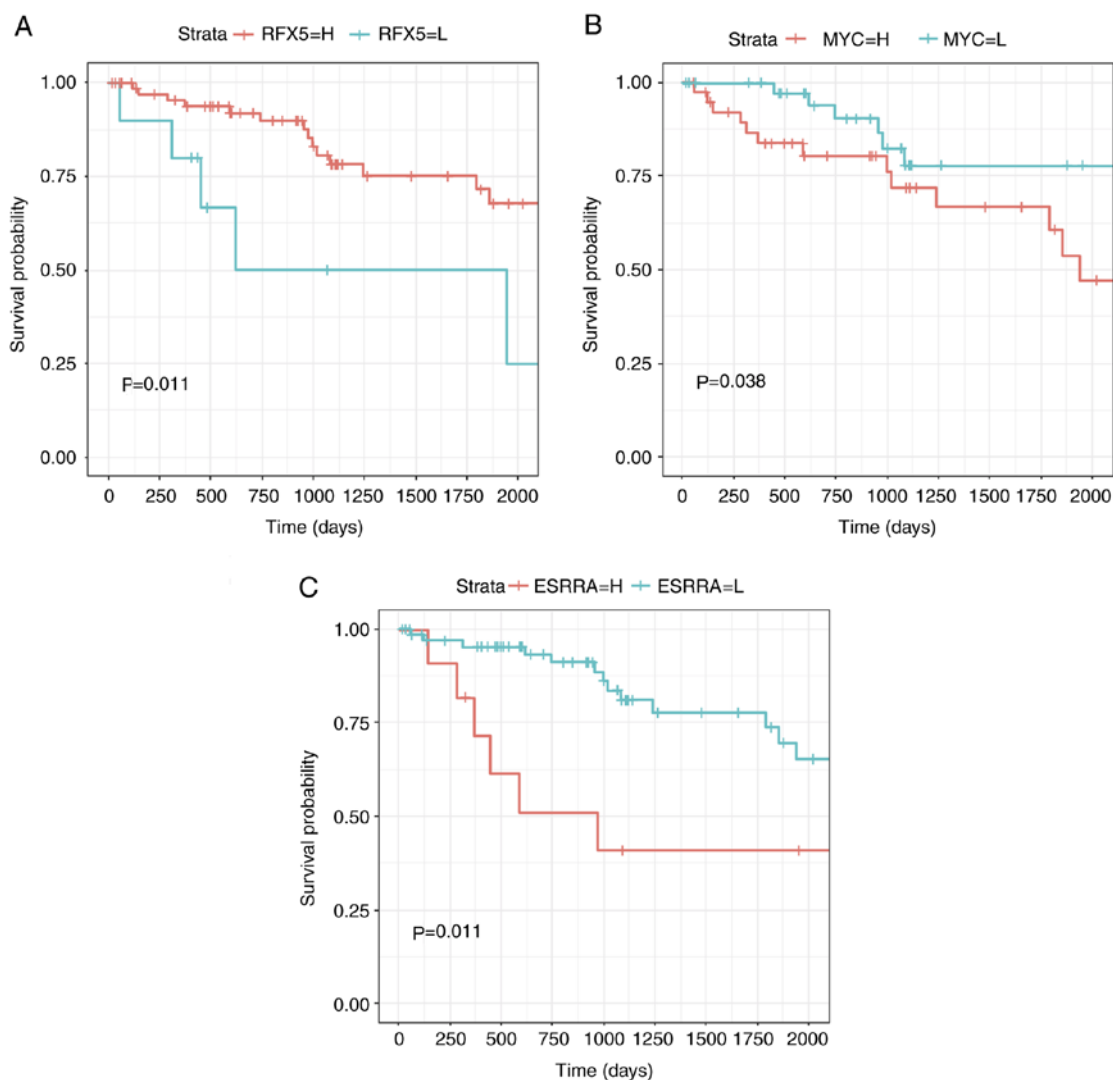 A
Strata RFX5=H RFX5=L
1.00
0.75
0.50
0.25
0.00
Survival probability
P=0.011
0 250 500 750 1000 1250 1500 1750 2000
Time (days)
B
Strata MYC=H MYC=L
1.00
0.75
0.50
0.25
0.00
Survival probability
P=0.038
0 250 500 750 1000 1250 1500 1750 2000
Time (days)
C
Strata ESRRA=H ESRRA=L
1.00
0.75
0.50
0.25
0.00
Survival probability
P=0.011
0 250 500 750 1000 1250 1500 1750 2000
Time (days)